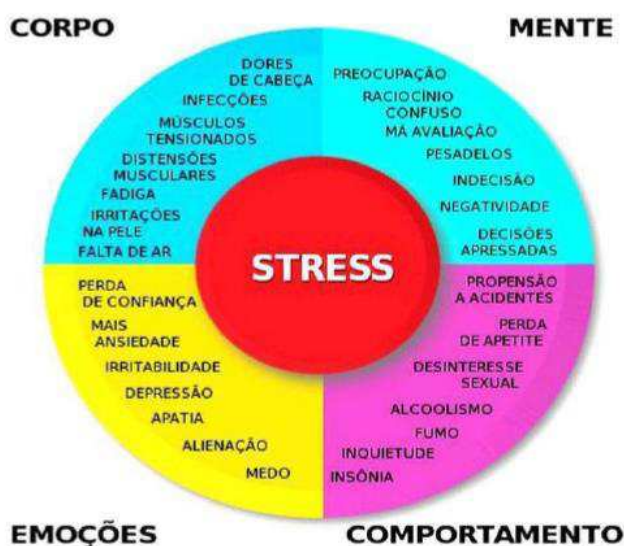 CORPO
MENTE
DORES
DE CABEÇA
INFECÇÕES
MÚSCULOS
TENSIONADOS
DISTENSÕES
MUSCULARES
FADIGA
IRRITAÇÕES
NA PELE
FALTA DE AR
PREOCUPAÇÃO
RACIOCÍNIO
CONFUSO
MÁ AVALIAÇÃO
PESADELOS
INDECISÃO
NEGATIVIDADE
DECISÕES
APRESSADAS
STRESS
PERDA
DE CONFIANÇA
MAIS
ANSIEDADE
IRRITABILIDADE
DEPRESSÃO
APATIA
ALIENAÇÃO
MEDO
PROPENSÃO
A ACIDENTES
PERDA
DE APETITE
DESINTERESSE
SEXUAL
ALCOOLISMO
FUMO
INQUIETUDE
INSÔNIA
EMOÇÕES
COMPORTAMENTO